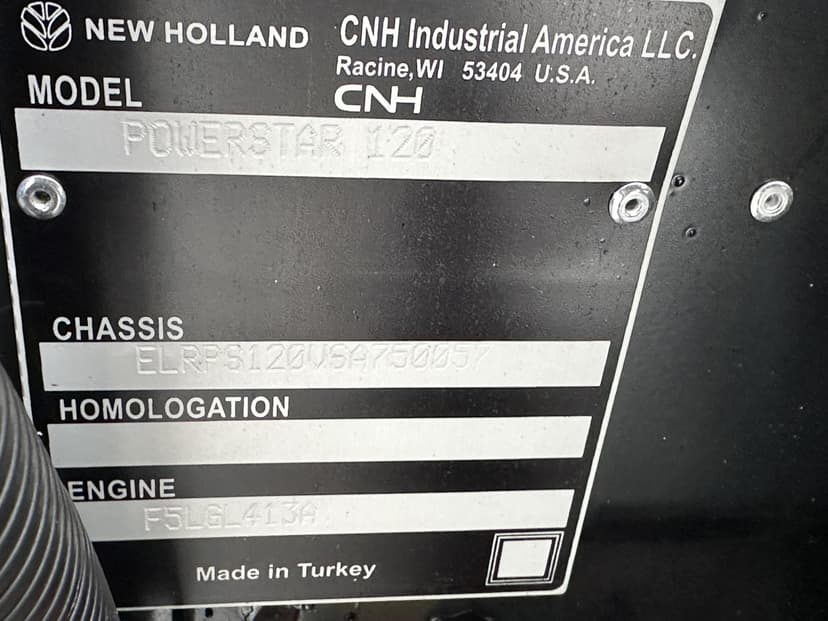 NEW HOLLAND CNH Industrial America LLC.
Racine, WI 53404 U.S.A.
MODEL CNH
POWERSTAR 120
CHASSIS
ELRPS120VSA750057
HOMOLOGATION
ENGINE
F5LGL413A
Made in Turkey